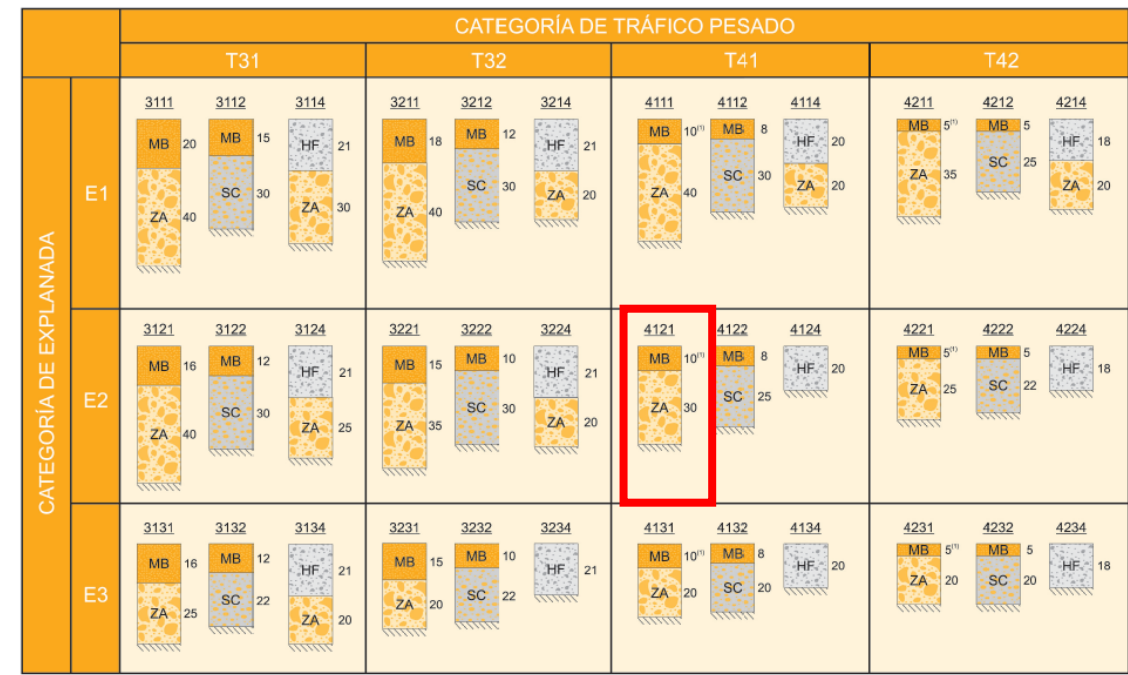 CATEGORÍA DE TRÁFICO PESADO
T31 T32 T41 T42
CATEGORÍA DE EXPLANADA
E1
3111 3112 3114 3211 3212 3214 4111 4112 4114 4211 4212 4214
MB 20 MB 15 HF 21 MB 18 MB 12 HF 21 MB 10(1) MB 8 HF 20 MB 5(1) MB 5 HF 18
ZA 40 SC 30 ZA 30 ZA 40 SC 30 ZA 20 ZA 40 SC 30 ZA 20 ZA 35 SC 25 ZA 20
E2
3121 3122 3124 3221 3222 3224 4121 4122 4124 4221 4222 4224
MB 16 MB 12 HF 21 MB 15 MB 10 HF 21 MB 10(1) MB 8 HF 20 MB 5(1) MB 5 HF 18
ZA 40 SC 30 ZA 25 ZA 35 SC 30 ZA 20 ZA 30 SC 25 ZA 25 SC 22
E3
3131 3132 3134 3231 3232 3234 4131 4132 4134 4231 4232 4234
MB 16 MB 12 HF 21 MB 15 MB 10 HF 21 MB 10(1) MB 8 HF 20 MB 5(1) MB 5 HF 18
ZA 25 SC 22 ZA 20 ZA 20 SC 22 ZA 20 SC 20 ZA 20 SC 20